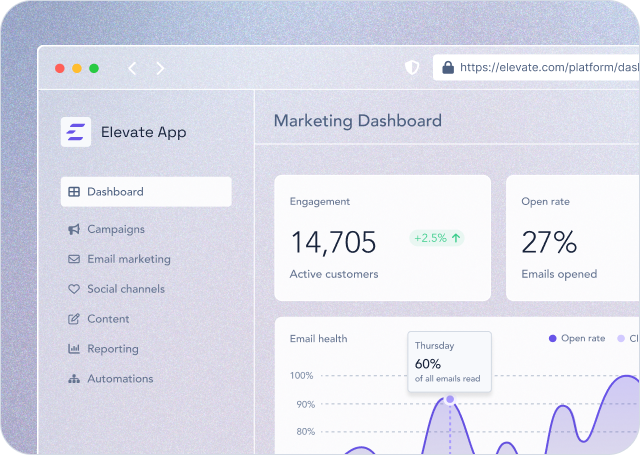 https://elevate.com/platform/das
Elevate App
Marketing Dashboard
Dashboard
Campaigns
Email marketing
Social channels
Content
Reporting
Automations
Engagement
14,705
+2.5%
Active customers
Open rate
27%
Emails opened
Email health
Thursday
60%
of all emails read
Open rate
Cl
100%
90%
80%